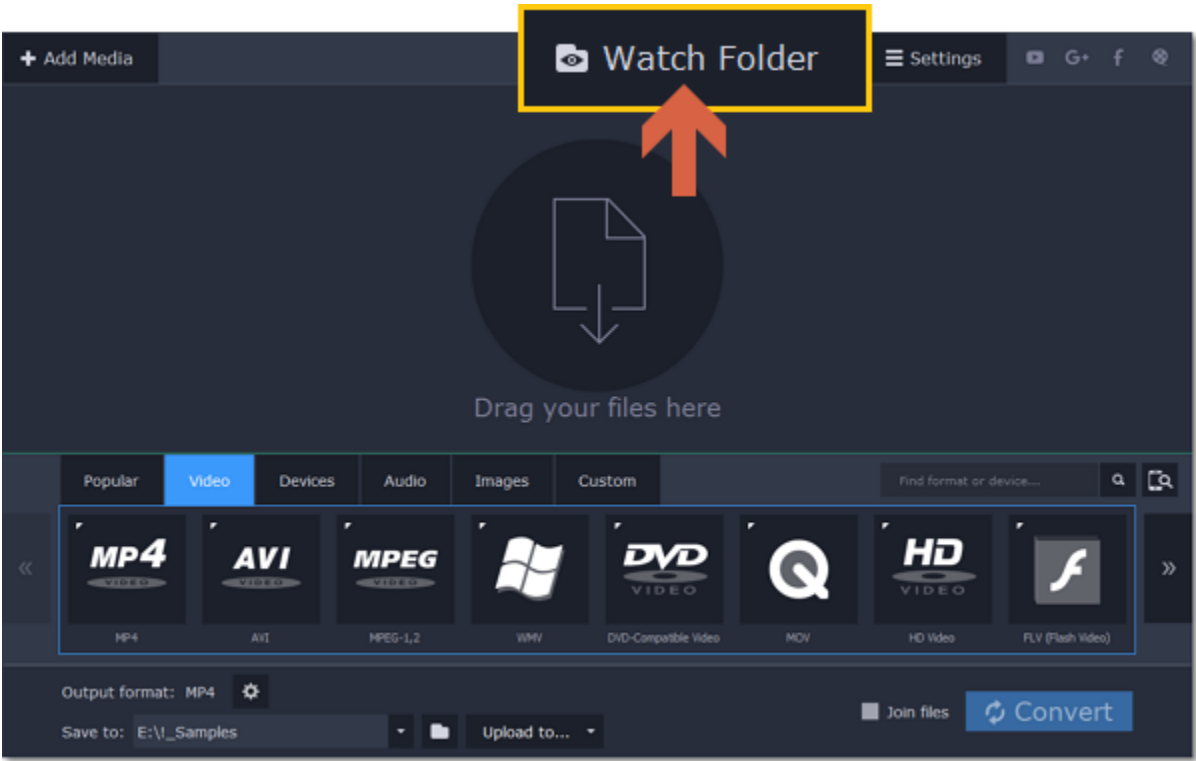 Add Media
Watch Folder
Settings
G+ f
Drag your files here
Popular Video Devices Audio Images Custom
Find format or device....
MP4 AVI MPEG DVD HD
VIDEO VIDEO VIDEO VIDEO VIDEO
MP4 AVI MPEG-1,2 WMV DVD-Compatible Video MOV HD Video FLV (Flash Video)
Output format: MP4
Join files Convert
Save to: E:\!_Samples Upload to...